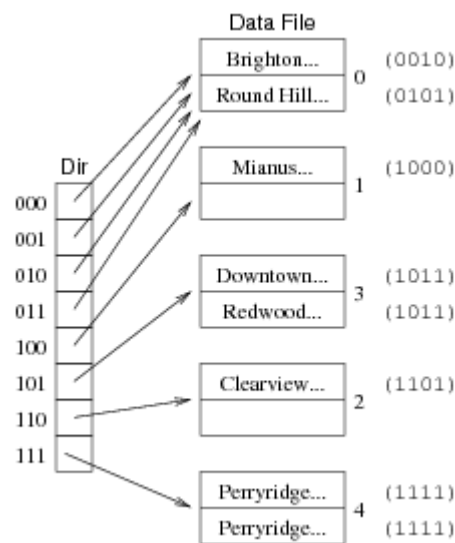 Data File
Brighton... 0 (0010)
Round Hill... (0101)
Dir
Mianus... 1 (1000)
000
001
010
Downtown... 3 (1011)
011
Redwood... (1011)
100
101
Clearview... 2 (1101)
110
111
Perryridge... 4 (1111)
Perryridge... (1111)